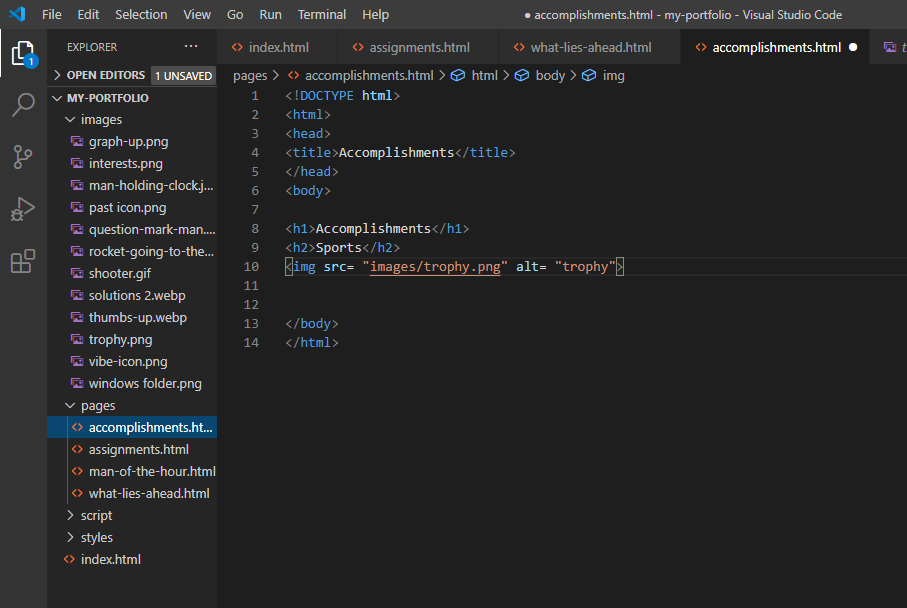 File Edit Selection View Go Run Terminal Help
● accomplishments.html - my-portfolio - Visual Studio Code
1
EXPLORER ...
OPEN EDITORS 1 UNSAVED
MY-PORTFOLIO
images
graph-up.png
interests.png
man-holding-clock.j...
past icon.png
question-mark-man....
rocket-going-to-the...
shooter.gif
solutions 2.webp
thumbs-up.webp
trophy.png
vibe-icon.png
windows folder.png
pages
accomplishments.ht...
assignments.html
man-of-the-hour.html
what-lies-ahead.html
script
styles
index.html
index.html assignments.html what-lies-ahead.html accomplishments.html ● t
pages > accomplishments.html > html > body > img
1 <!DOCTYPE html>
2 <html>
3 <head>
4 <title>Accomplishments</title>
5 </head>
6 <body>
7
8 <h1>Accomplishments</h1>
9 <h2>Sports</h2>
10 <img src= "images/trophy.png" alt= "trophy">
11
12
13 </body>
14 </html>